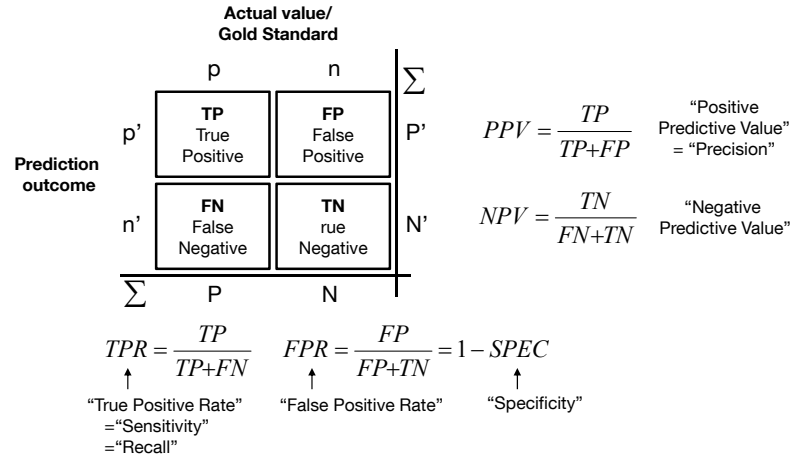 Actual value/
Gold Standard
p n ∑
Prediction
outcome
p’
TP
True
Positive
FP
False
Positive
P’
n’
FN
False
Negative
TN
rue
Negative
N’
∑ P N
PPV = TP / TP+FP
“Positive
Predictive Value”
= “Precision”
NPV = TN / FN+TN
“Negative
Predictive Value”
TPR = TP / TP+FN
FPR = FP / FP+TN = 1 − SPEC
“True Positive Rate”
=“Sensitivity”
=“Recall”
“False Positive Rate”
“Specificity”